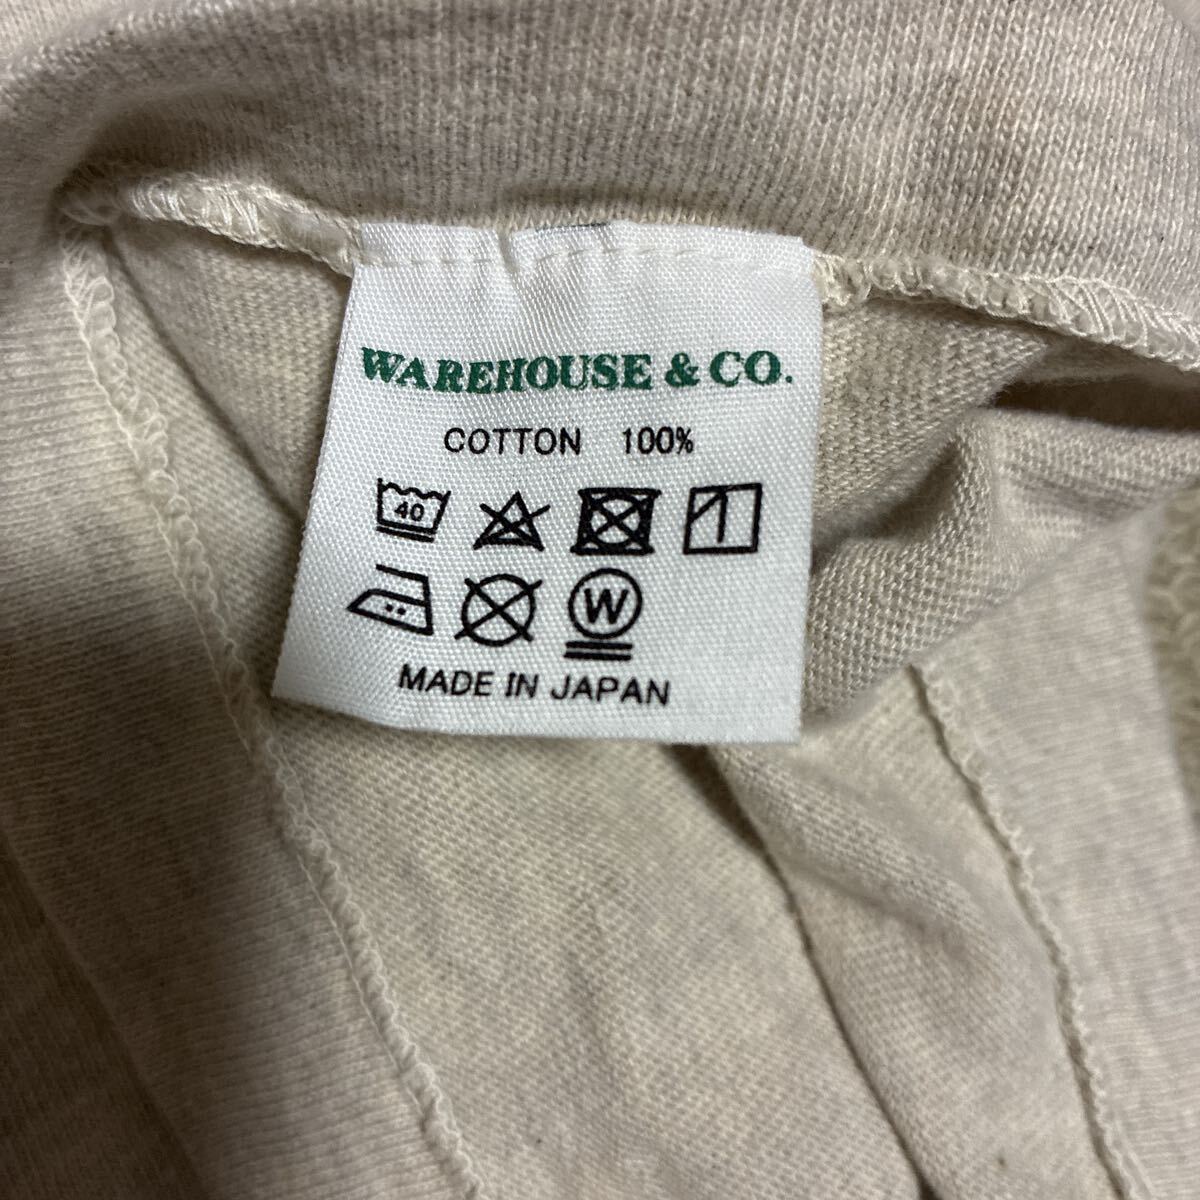 WAREHOUSE & CO.
COTTON 100%
40
W
MADE IN JAPAN